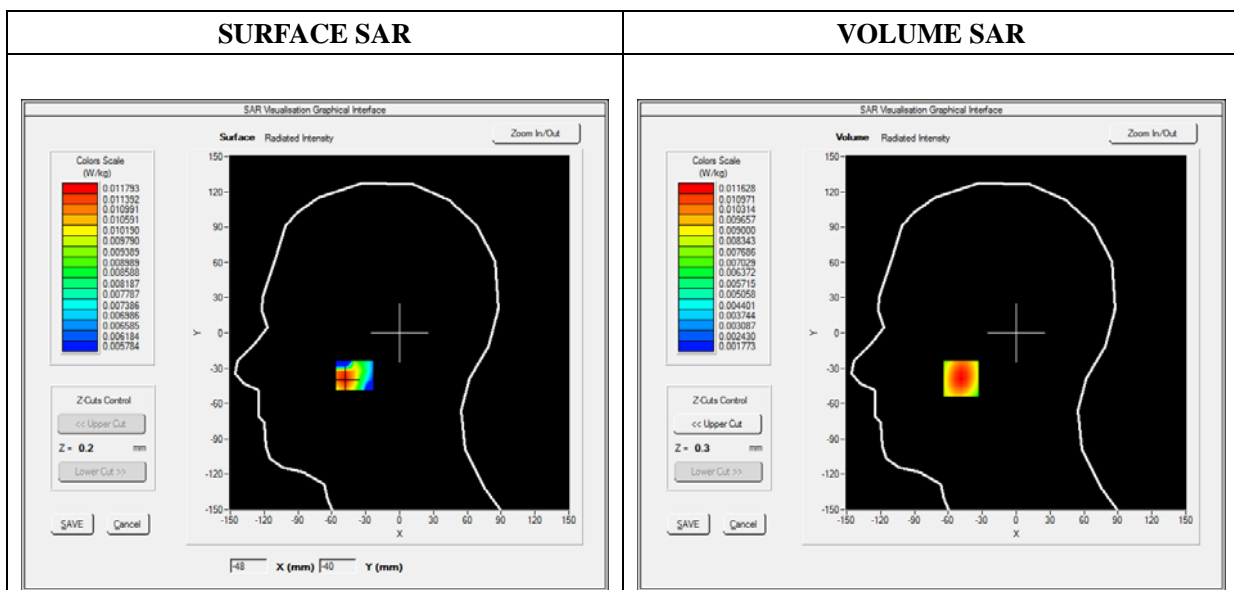 SURFACE SAR
VOLUME SAR
SAR Visualisation Graphical Interface
Surface Radiated Intensity
Zoom In/Out
Colors Scale
(W/kg)
0.011793
0.011392
0.010991
0.010591
0.010190
0.009790
0.009389
0.008989
0.008588
0.008187
0.007787
0.007386
0.006986
0.006585
0.006184
0.005784
150
120
90
60
30
0
-30
-60
-90
-120
-150
Y
-150 -120 -90 -60 -30 0 30 60 90 120 150
X
Z-Cuts Control
<< Upper Cut
Z = 0.2 mm
Lower Cut >>
SAVE Cancel
-48 X (mm) -40 Y (mm)
SAR Visualisation Graphical Interface
Volume Radiated Intensity
Zoom In/Out
Colors Scale
(W/kg)
0.011628
0.010971
0.010314
0.009657
0.009000
0.008343
0.007686
0.007029
0.006372
0.005715
0.005058
0.004401
0.003744
0.003087
0.002430
0.001773
150
120
90
60
30
0
-30
-60
-90
-120
-150
Y
-150 -120 -90 -60 -30 0 30 60 90 120 150
X
Z-Cuts Control
<< Upper Cut
Z = 0.3 mm
Lower Cut >>
SAVE Cancel